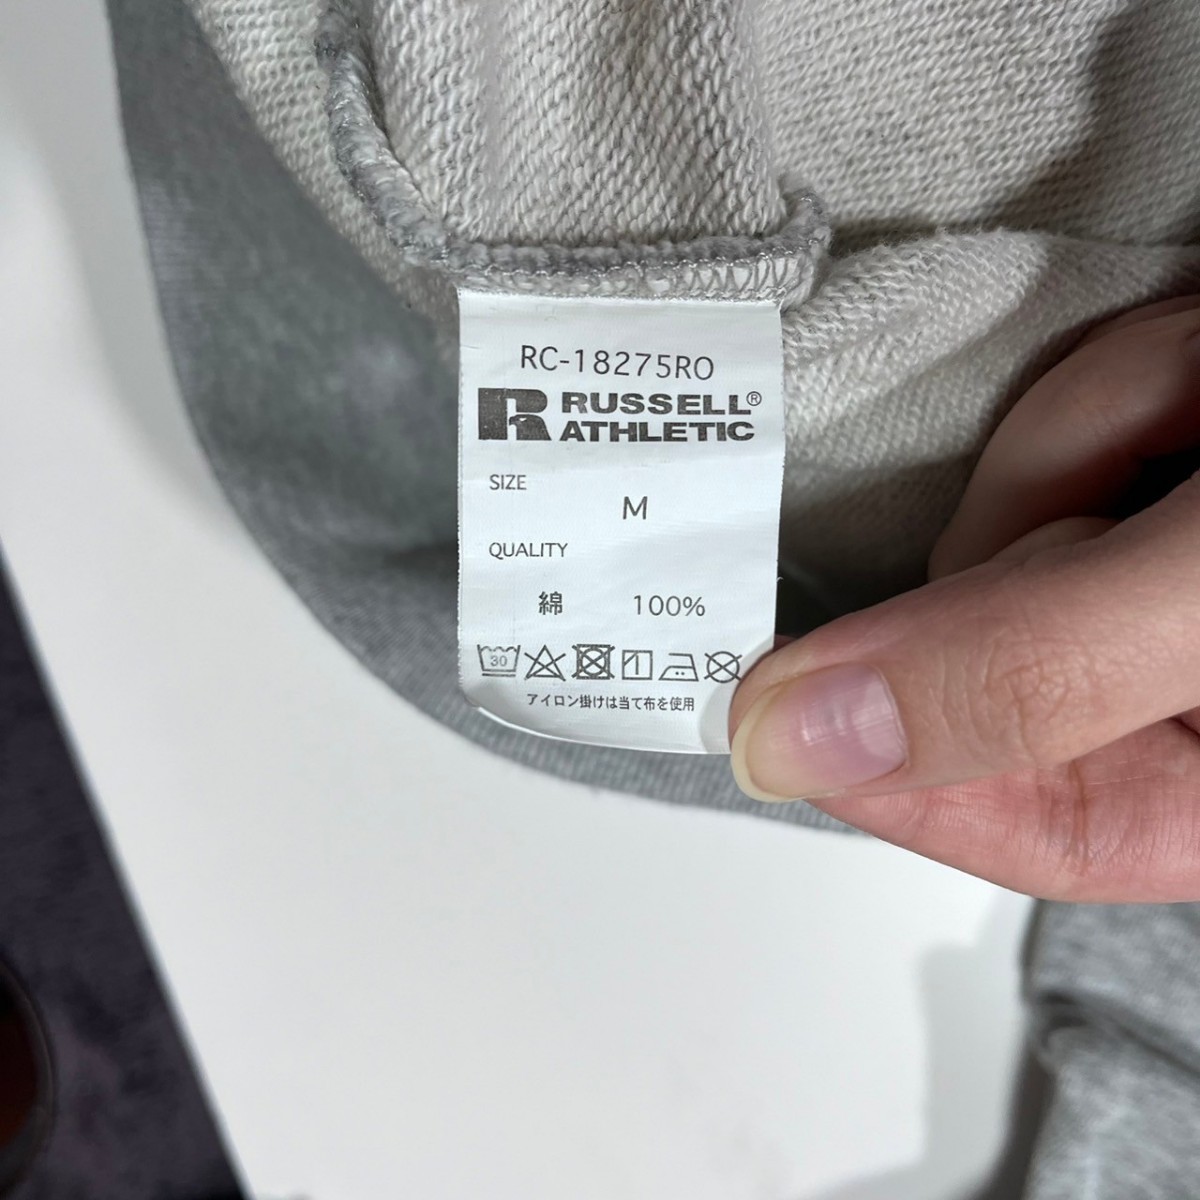 RC-18275RO
RUSSELL®
ATHLETIC
SIZE
M
QUALITY
綿 100%
30
アイロン掛けは当て布を使用